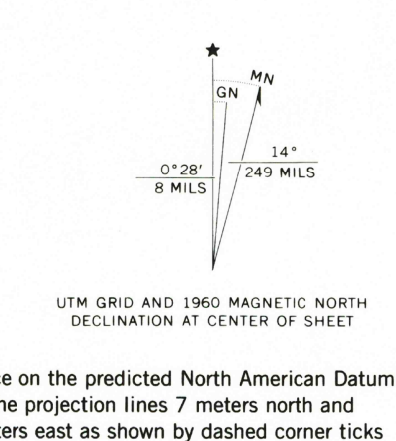 ★
MN
GN
14°
249 MILS
0°28'
8 MILS
UTM GRID AND 1960 MAGNETIC NORTH
DECLINATION AT CENTER OF SHEET
on the predicted North American Datum
projection lines 7 meters north and
east as shown by dashed corner ticks